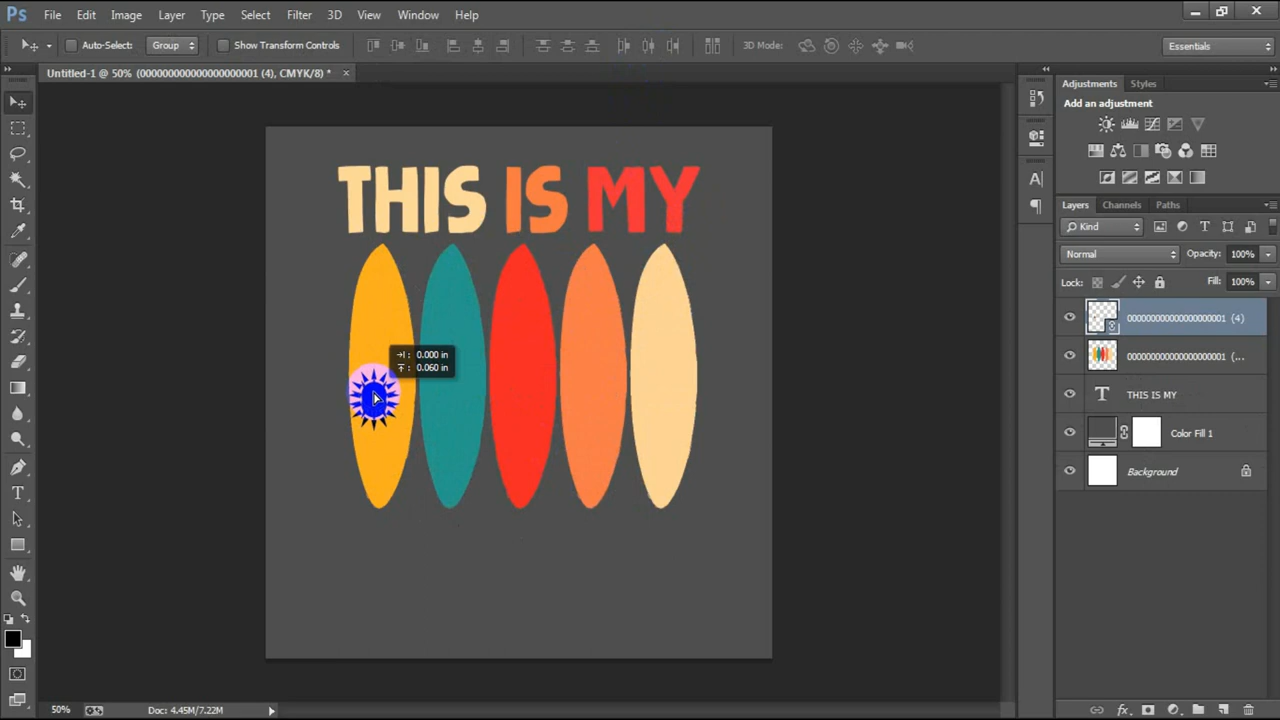 Ps File Edit Image Layer Type Select Filter 3D View Window Help
Auto-Select: Group Show Transform Controls 3D Mode: Essentials
Untitled-1 @ 50% (00000000000000000001 (4), CMYK/8) *
Adjustments Styles
Add an adjustment
THIS IS MY
Layers Channels Paths
Kind
Normal Opacity: 100%
Lock: Fill: 100%
00000000000000000001 (4)
00000000000000000001 (...
T THIS IS MY
Color Fill 1
Background
→|: 0.000 in
0.060 in
50% Doc: 4.45M/7.22M